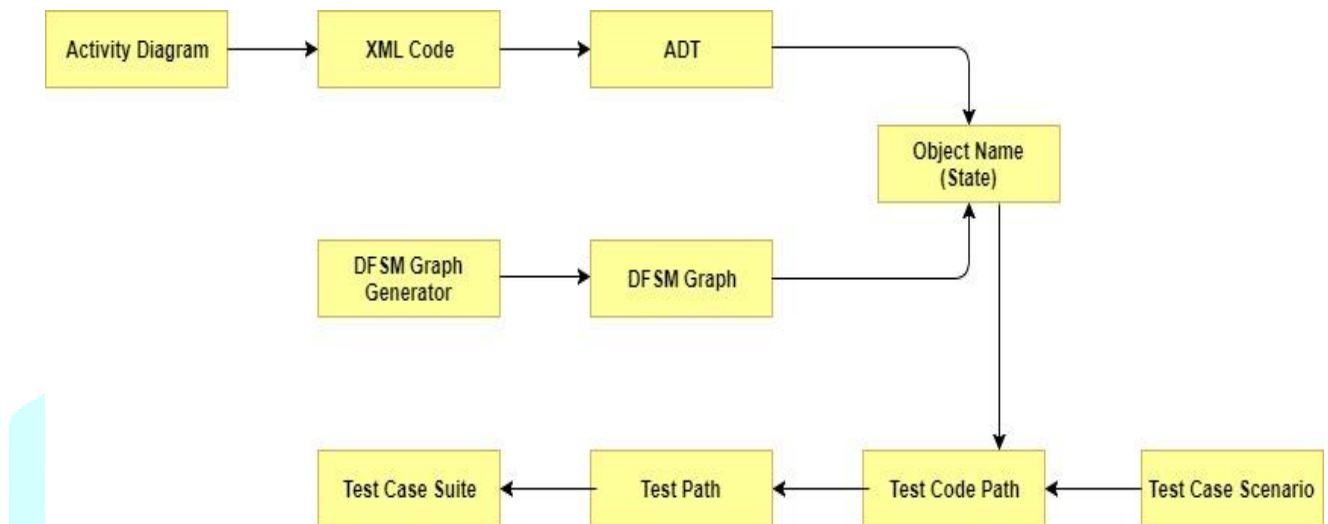 Activity Diagram
XML Code
ADT
Object Name
(State)
DFSM Graph
Generator
DFSM Graph
Test Case Suite
Test Path
Test Code Path
Test Case Scenario